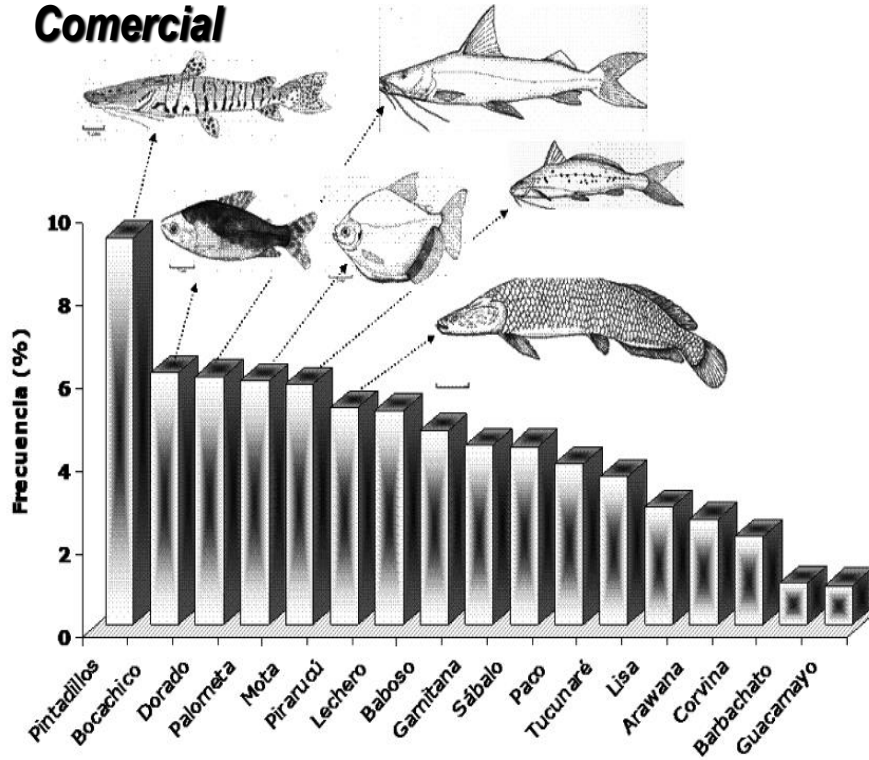 Comercial
Frecuencia (%)
10
8
6
4
2
0
Pintadillos
Bocachico
Dorado
Palometa
Mota
Pirarucú
Lechero
Baboso
Gamitana
Sábalo
Paco
Tucunaré
Lisa
Arawana
Corvina
Barbachato
Guacamayo